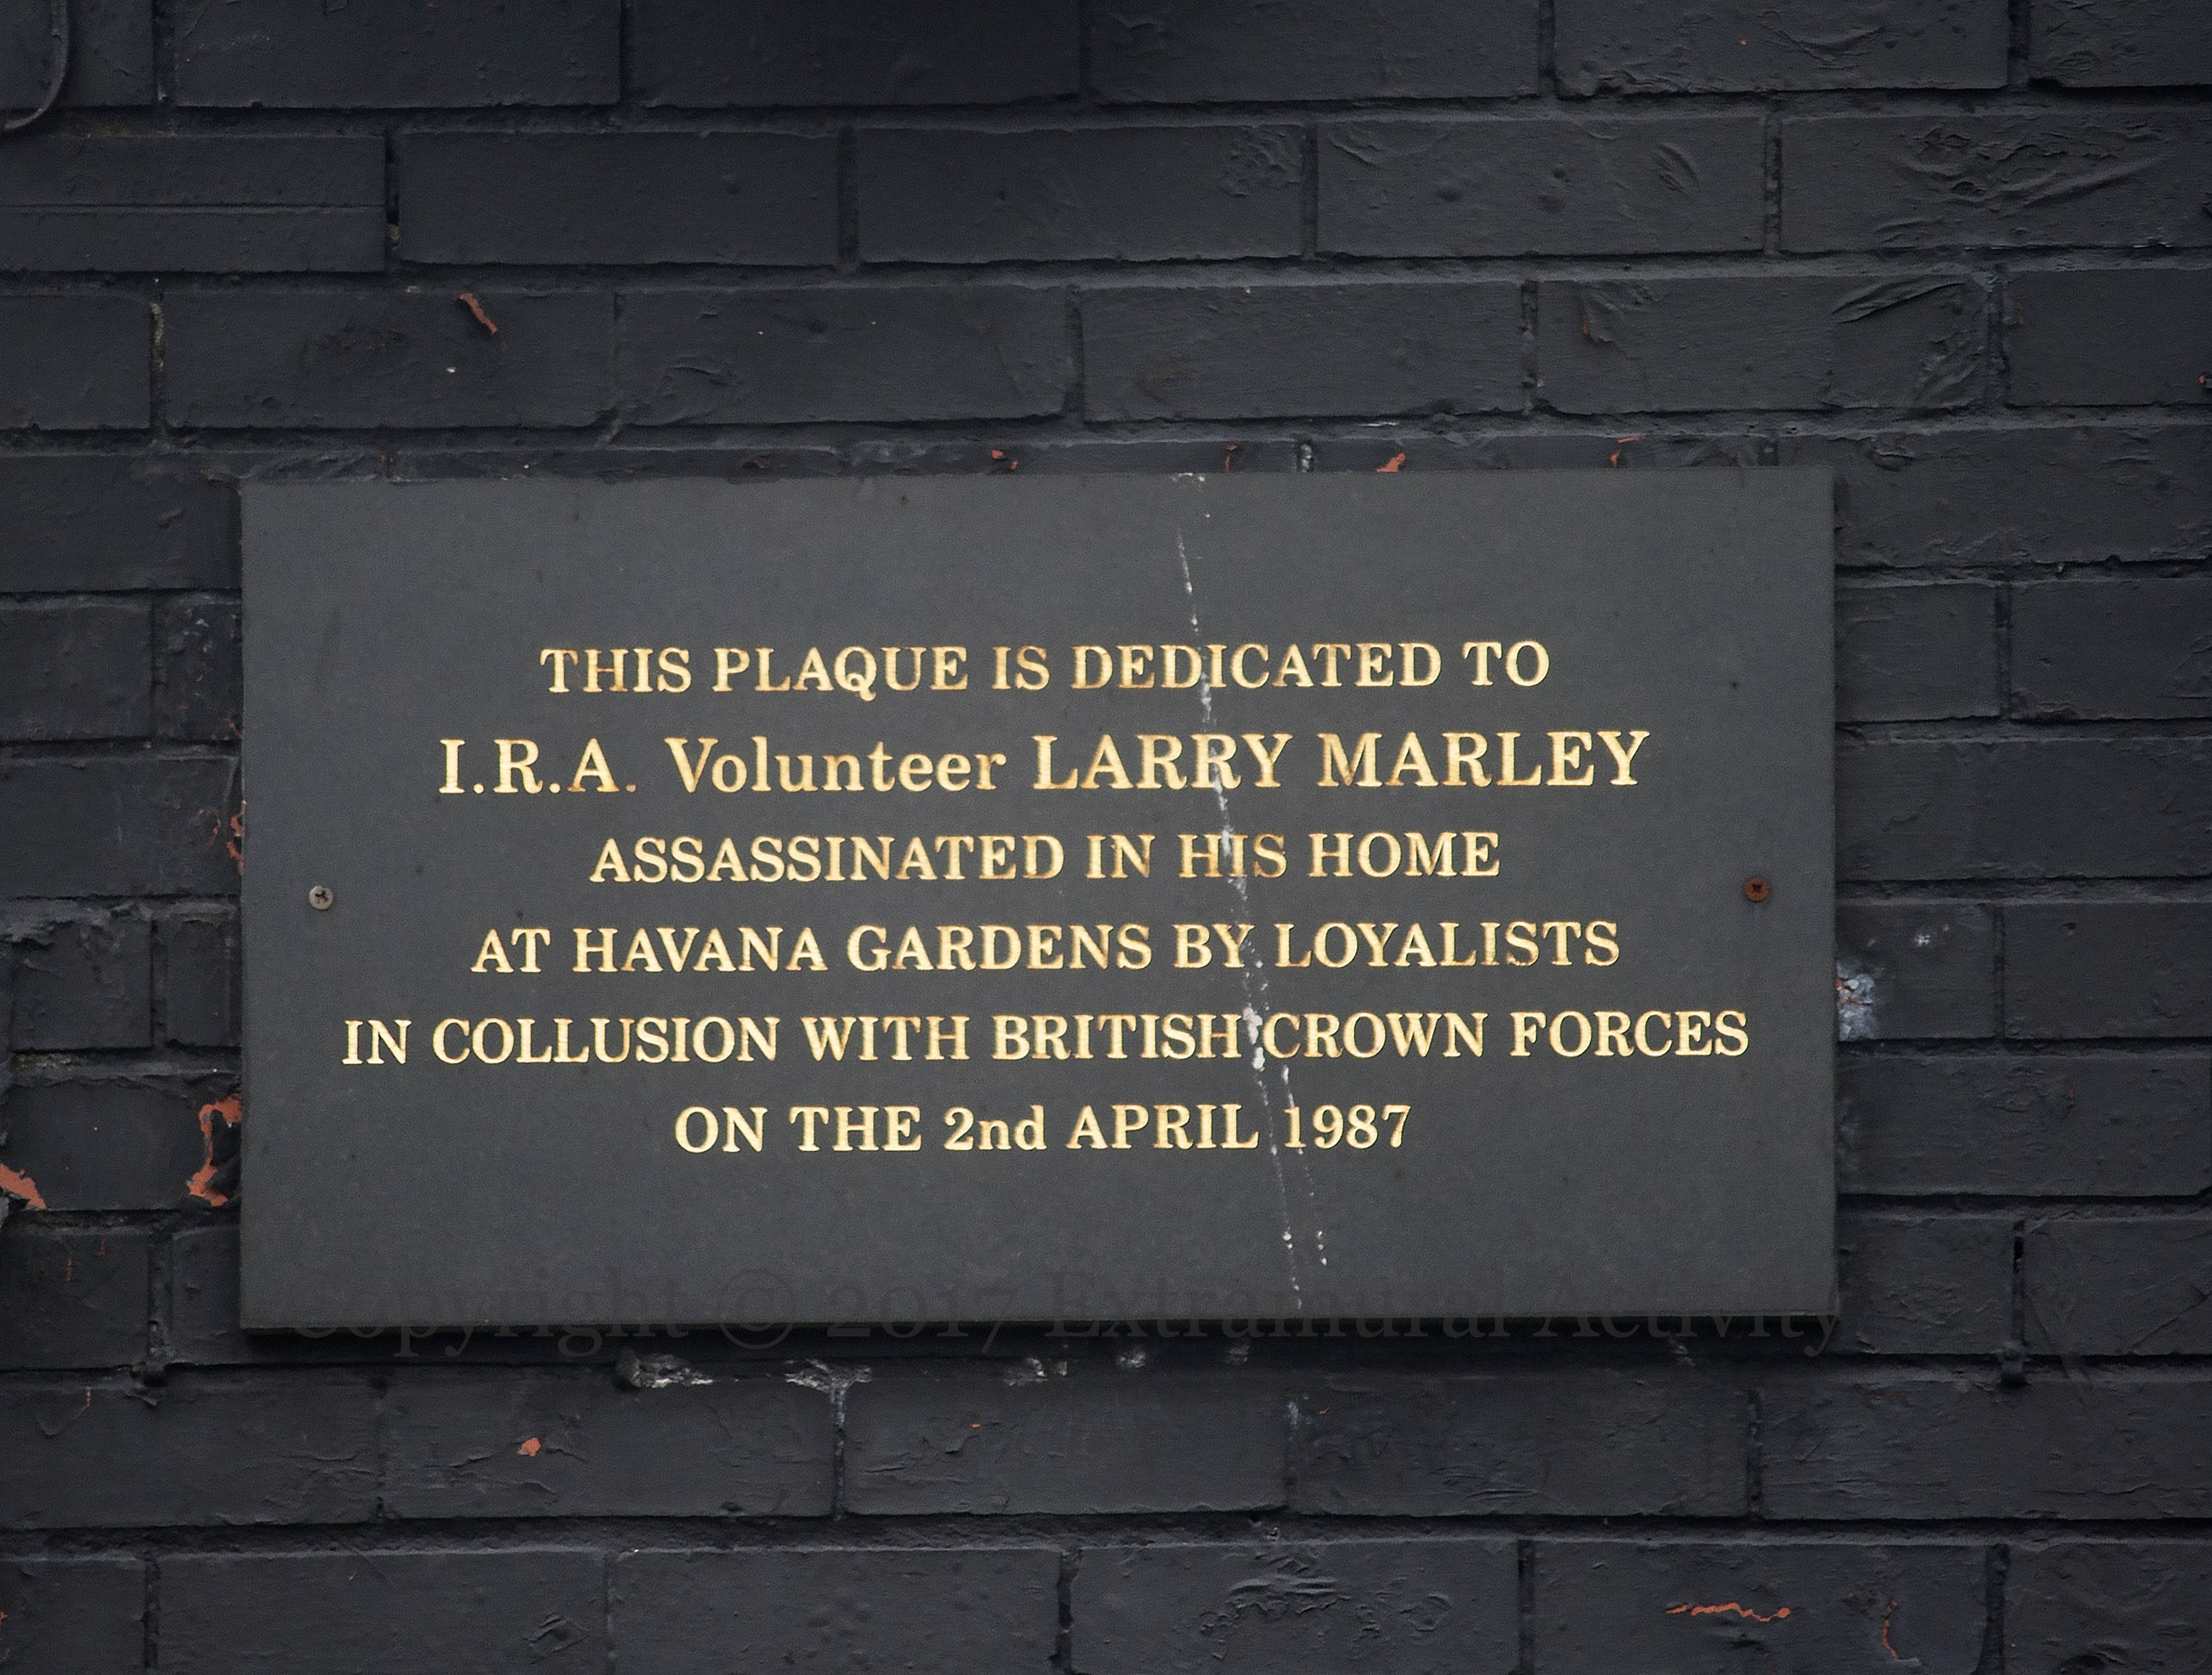 THIS PLAQUE IS DEDICATED TO
I.R.A. Volunteer LARRY MARLEY
ASSASSINATED IN HIS HOME
AT HAVANA GARDENS BY LOYALISTS
IN COLLUSION WITH BRITISH CROWN FORCES
ON THE 2nd APRIL 1987
Copyright © 2017 Extramural Activity